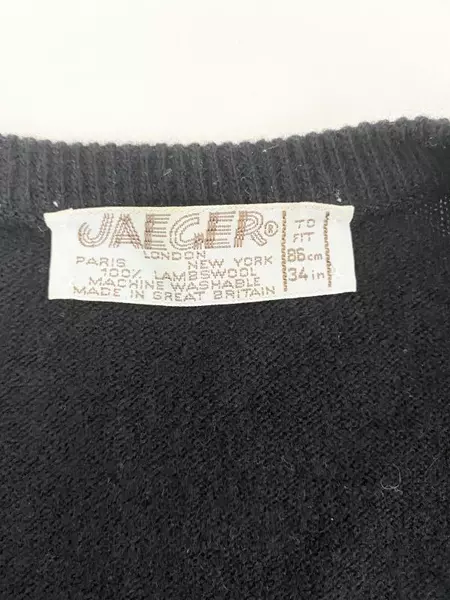 JAEGER®
LONDON
PARIS NEW YORK
100% LAMBSWOOL
MACHINE WASHABLE
MADE IN GREAT BRITAIN
TO
FIT
86cm
34in